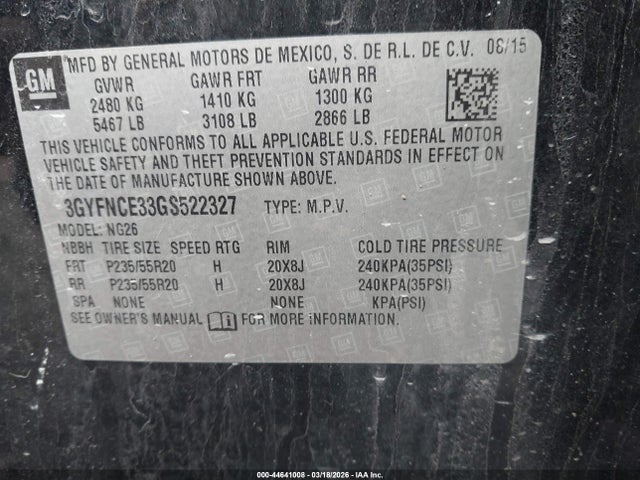 GM
*MFD BY GENERAL MOTORS DE MEXICO, S. DE R.L. DE C.V. 08/15
GVWR GAWR FRT GAWR RR
2480 KG 1410 KG 1300 KG
5467 LB 3108 LB 2866 LB
THIS VEHICLE CONFORMS TO ALL APPLICABLE U.S. FEDERAL MOTOR
VEHICLE SAFETY AND THEFT PREVENTION STANDARDS IN EFFECT ON
THE DATE OF MANUFACTURE SHOWN ABOVE.
3GYFNCE33GS522327 TYPE: M.P.V.
MODEL: NG26
NBBH TIRE SIZE SPEED RTG RIM COLD TIRE PRESSURE
FRT P235/55R20 H 20X8J 240KPA(35PSI)
RR P235/55R20 H 20X8J 240KPA(35PSI)
SPA NONE NONE KPA(PSI)
SEE OWNER'S MANUAL FOR MORE INFORMATION.
000-44641008 | 03/18/2026 — IAA Inc.